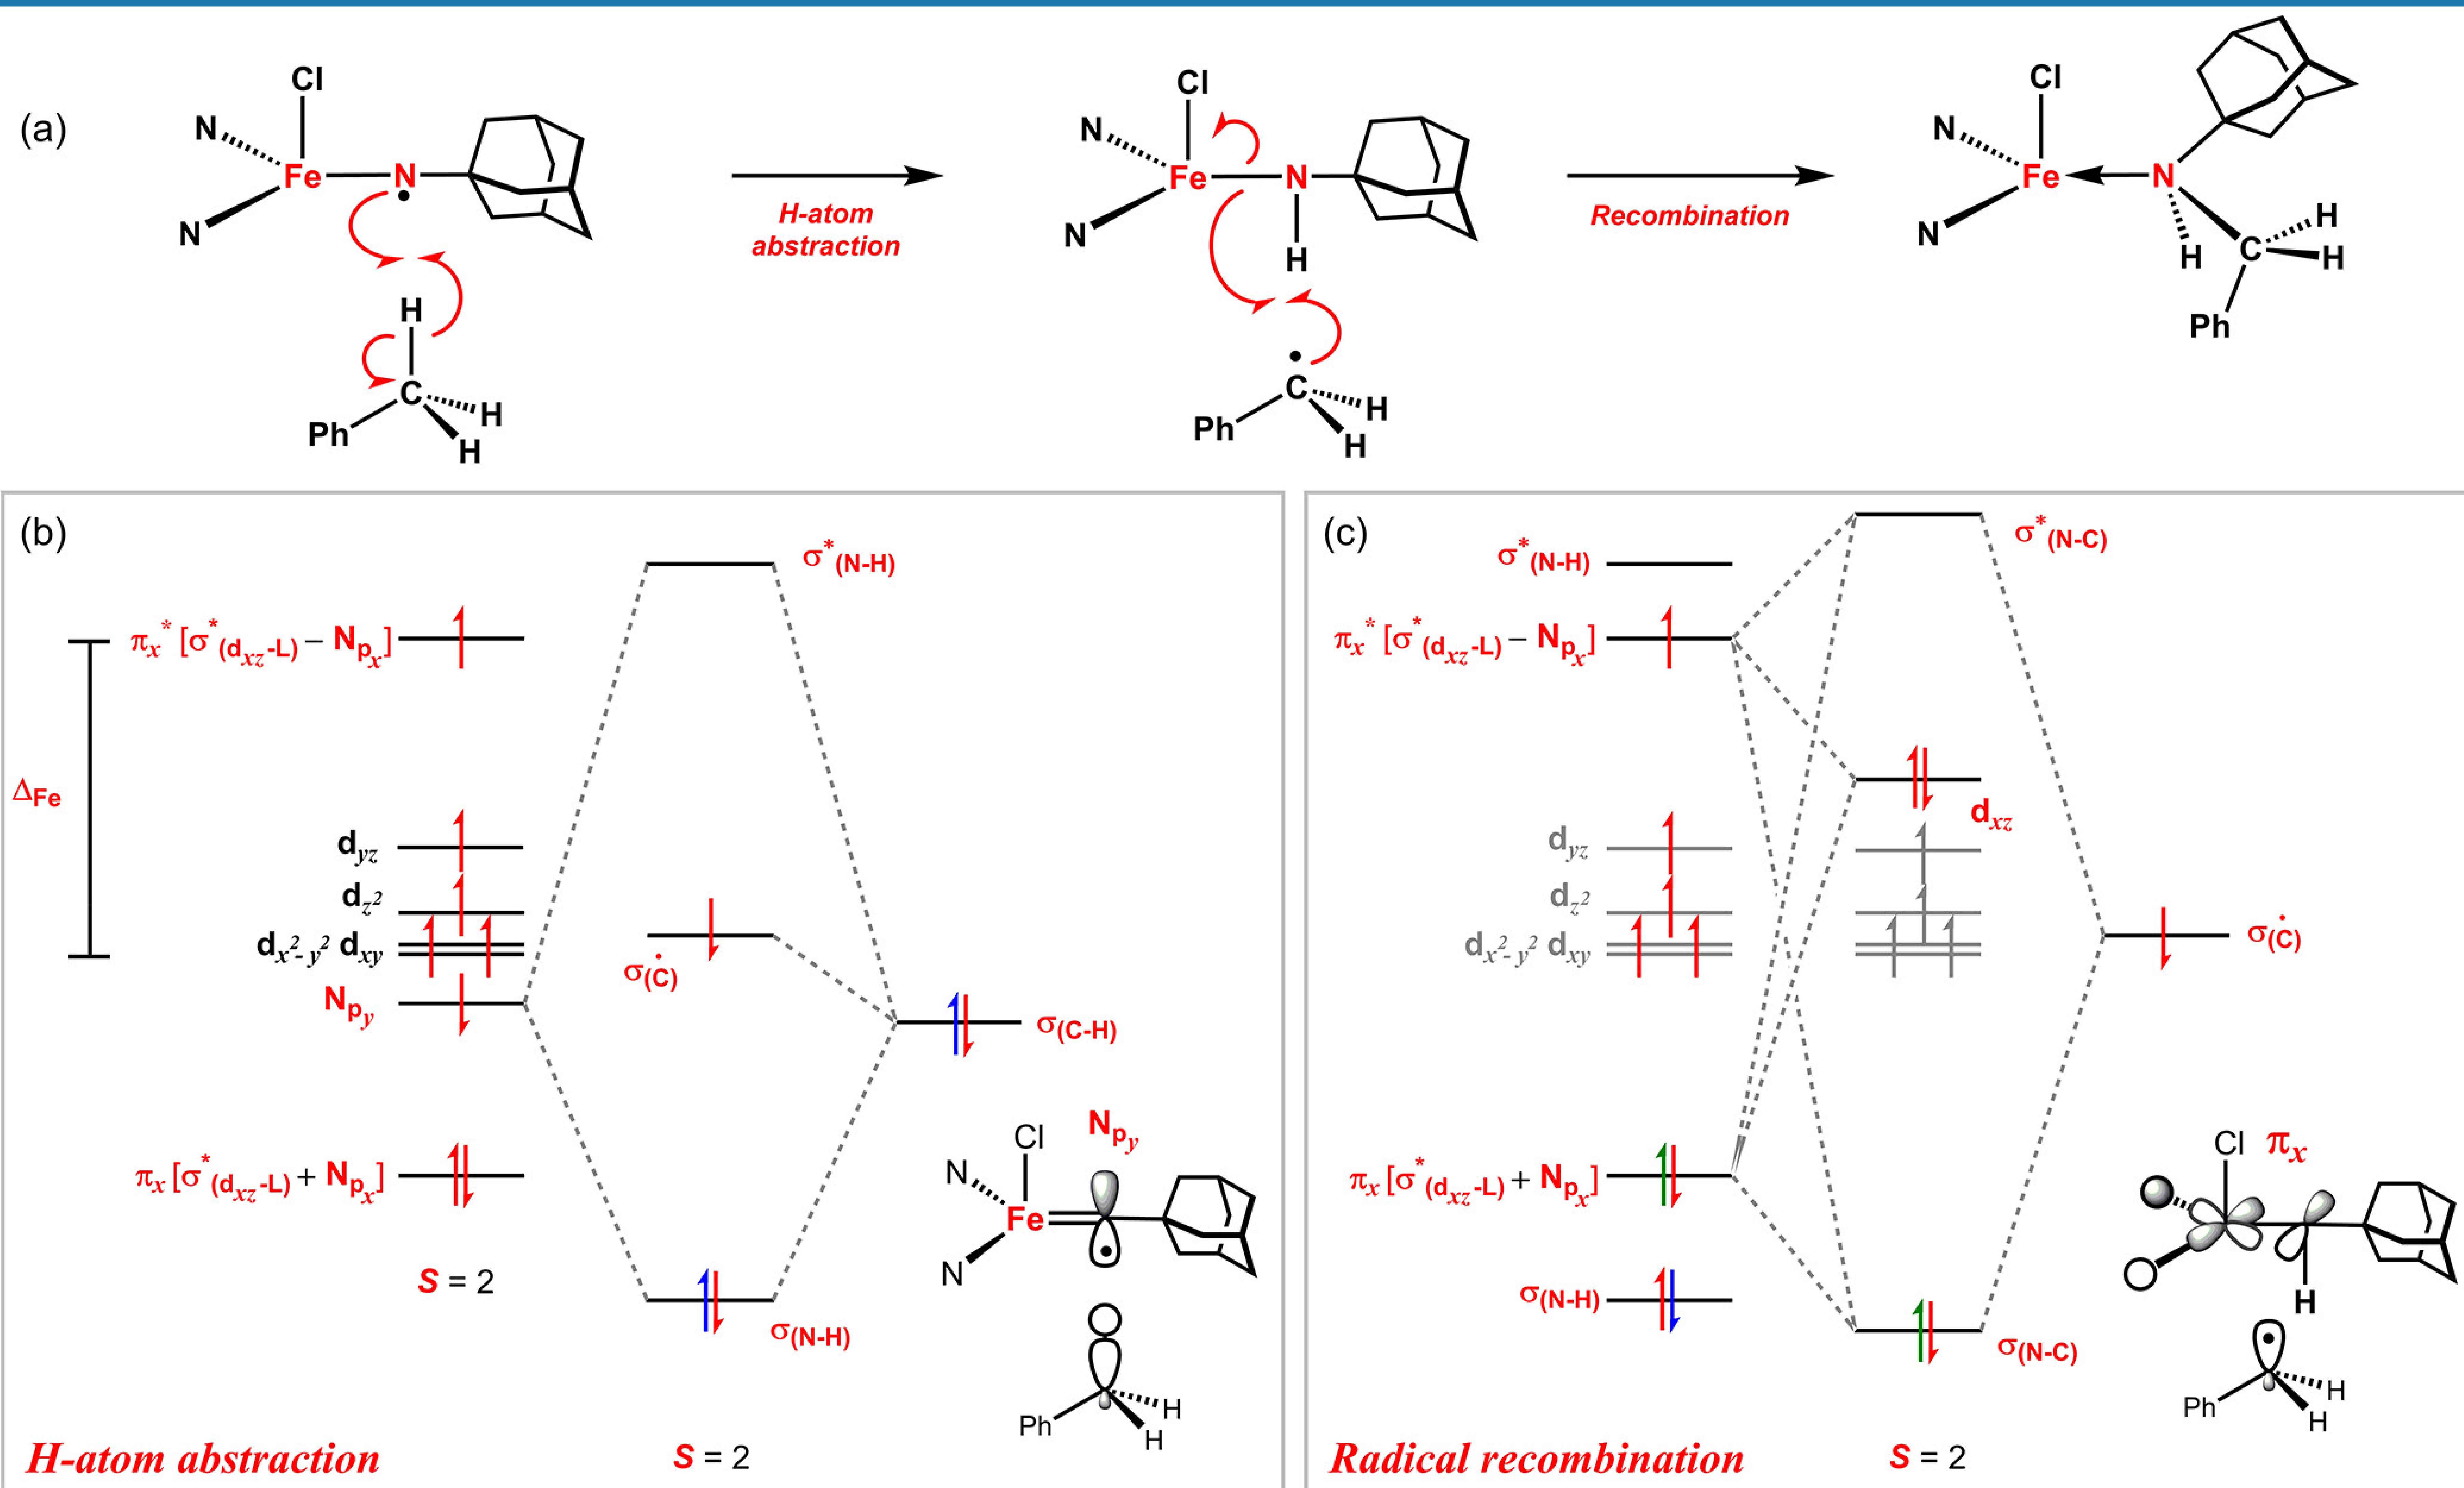 (a)
Cl
N
Fe
N
N
H
C
Ph
H
H
H-atom
abstraction
Cl
N
Fe
N
N
H
C
Ph
H
H
Recombination
Cl
N
Fe
N
N
H
C
H
H
Ph
(b)
σ*(N-H)
πx*[σ*(dxz-L) − Npx]
ΔFe
dyz
dz2
dx2-y2 dxy
Npy
σ(Ċ)
σ(C-H)
πx[σ*(dxz-L) + Npx]
S = 2
σ(N-H)
Npy
Cl
N
Fe
N
Ph
H
H
H-atom abstraction
S = 2
(c)
σ*(N-C)
σ*(N-H)
πx*[σ*(dxz-L) − Npx]
dxz
dyz
dz2
dx2-y2 dxy
σ(Ċ)
πx[σ*(dxz-L) + Npx]
σ(N-H)
σ(N-C)
Cl
πx
H
Ph
H
H
Radical recombination
S = 2